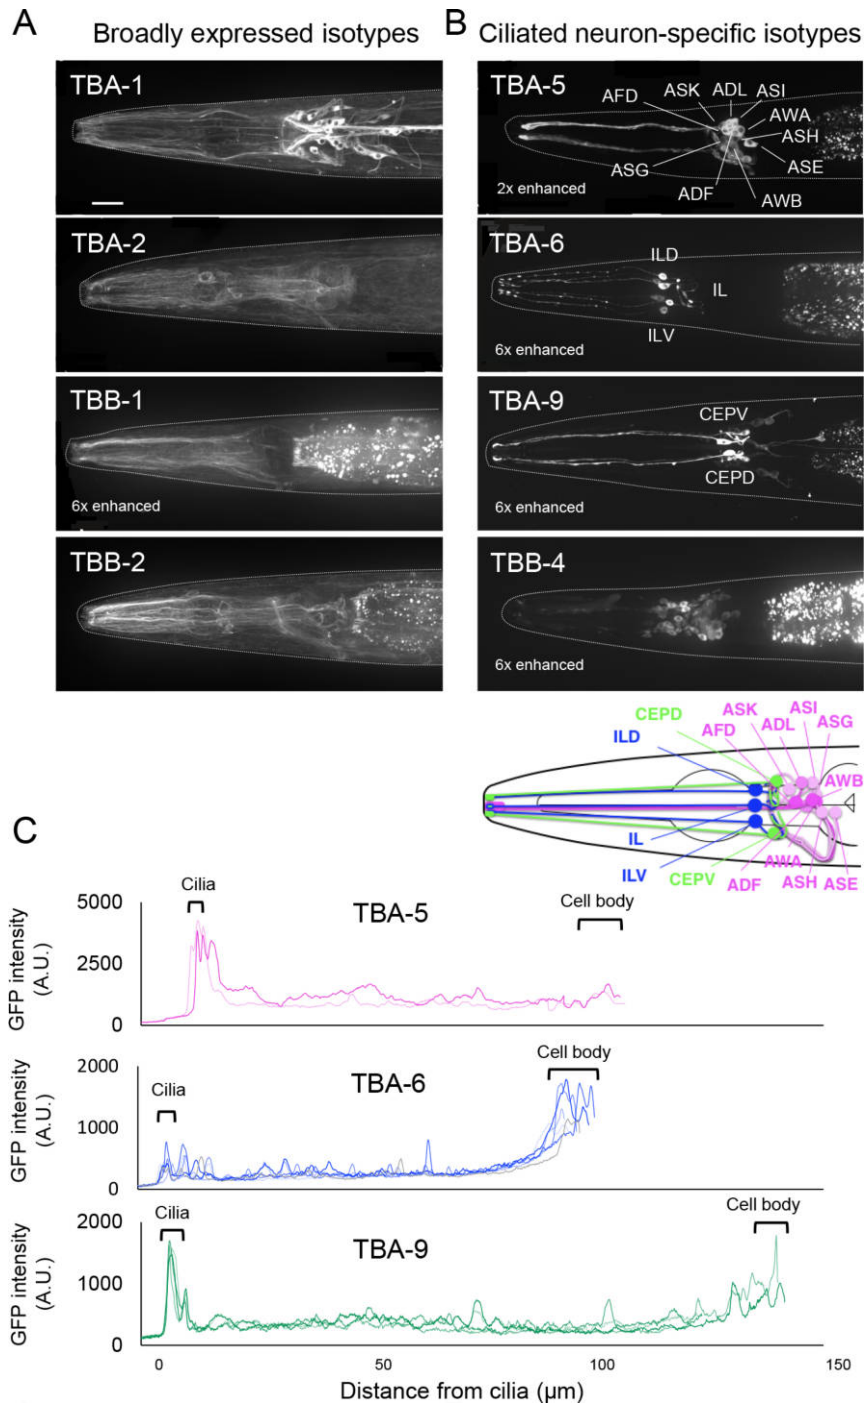 A Broadly expressed isotypes
TBA-1
TBA-2
TBB-1
6x enhanced
TBB-2
B Ciliated neuron-specific isotypes
TBA-5
AFD ASK ADL ASI
AWA
ASH
ASE
ASG
ADF AWB
2x enhanced
TBA-6
ILD
IL
ILV
6x enhanced
TBA-9
CEPV
CEPD
6x enhanced
TBB-4
6x enhanced
CEPD ASK ASI
ILD AFD ADL ASG
AWB
IL AWA
ILV CEPV ADF ASH ASE
C
TBA-5
Cilia
Cell body
GFP intensity
(A.U.)
5000
2500
0
TBA-6
Cilia
Cell body
GFP intensity
(A.U.)
2000
1000
0
TBA-9
Cilia
Cell body
GFP intensity
(A.U.)
2000
1000
0
0 50 100 150
Distance from cilia (μm)